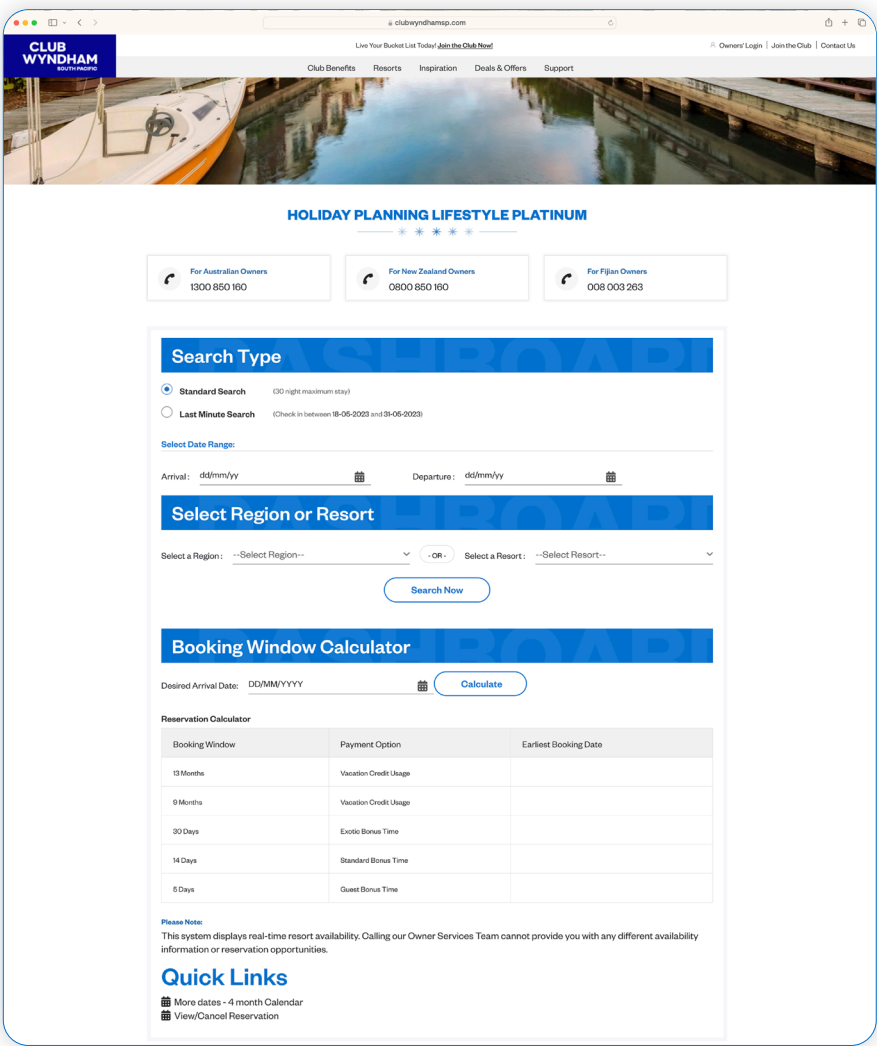 clubwyndhamsp.com
CLUB
WYNDHAM
SOUTH PACIFIC
Live Your Bucket List Today! Join the Club Now!
Owners' Login | Join the Club | Contact Us
Club Benefits Resorts Inspiration Deals & Offers Support
HOLIDAY PLANNING LIFESTYLE PLATINUM
For Australian Owners
1300 850 160
For New Zealand Owners
0800 850 160
For Fijian Owners
008 003 263
DASHBOARD
Search Type
Standard Search (30 night maximum stay)
Last Minute Search (Check in between 18-05-2023 and 31-05-2023)
Select Date Range:
Arrival : dd/mm/yy Departure : dd/mm/yy
DASHBOARD
Select Region or Resort
Select a Region : --Select Region-- - OR - Select a Resort : --Select Resort--
Search Now
DASHBOARD
Booking Window Calculator
Desired Arrival Date: DD/MM/YYYY Calculate
Reservation Calculator
Booking Window Payment Option Earliest Booking Date
13 Months Vacation Credit Usage
9 Months Vacation Credit Usage
30 Days Exotic Bonus Time
14 Days Standard Bonus Time
5 Days Guest Bonus Time
Please Note:
This system displays real-time resort availability. Calling our Owner Services Team cannot provide you with any different availability
information or reservation opportunities.
Quick Links
More dates - 4 month Calendar
View/Cancel Reservation